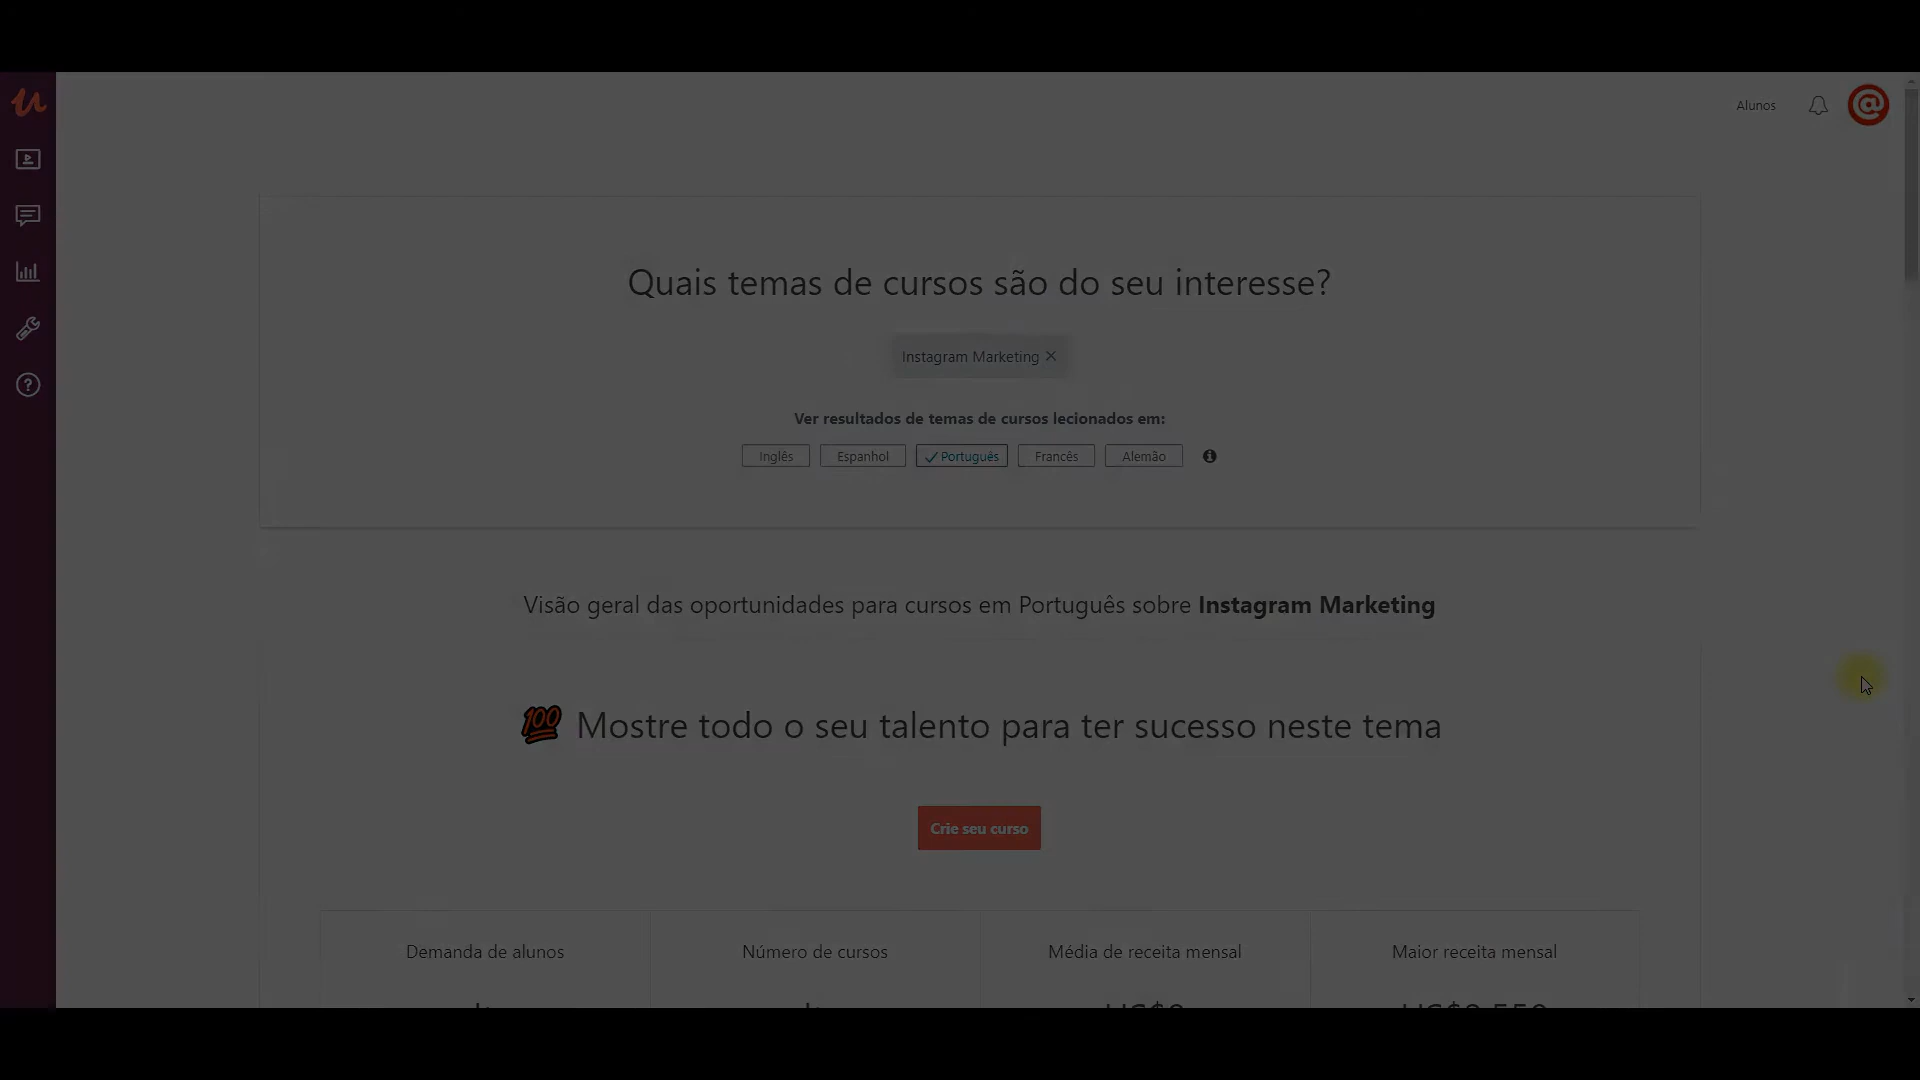 Alunos
Quais temas de cursos são do seu interesse?
Instagram Marketing ×
Ver resultados de temas de cursos lecionados em:
Inglês Espanhol ✓Português Francês Alemão
Visão geral das oportunidades para cursos em Português sobre Instagram Marketing
💯 Mostre todo o seu talento para ter sucesso neste tema
Crie seu curso
Demanda de alunos Número de cursos Média de receita mensal Maior receita mensal